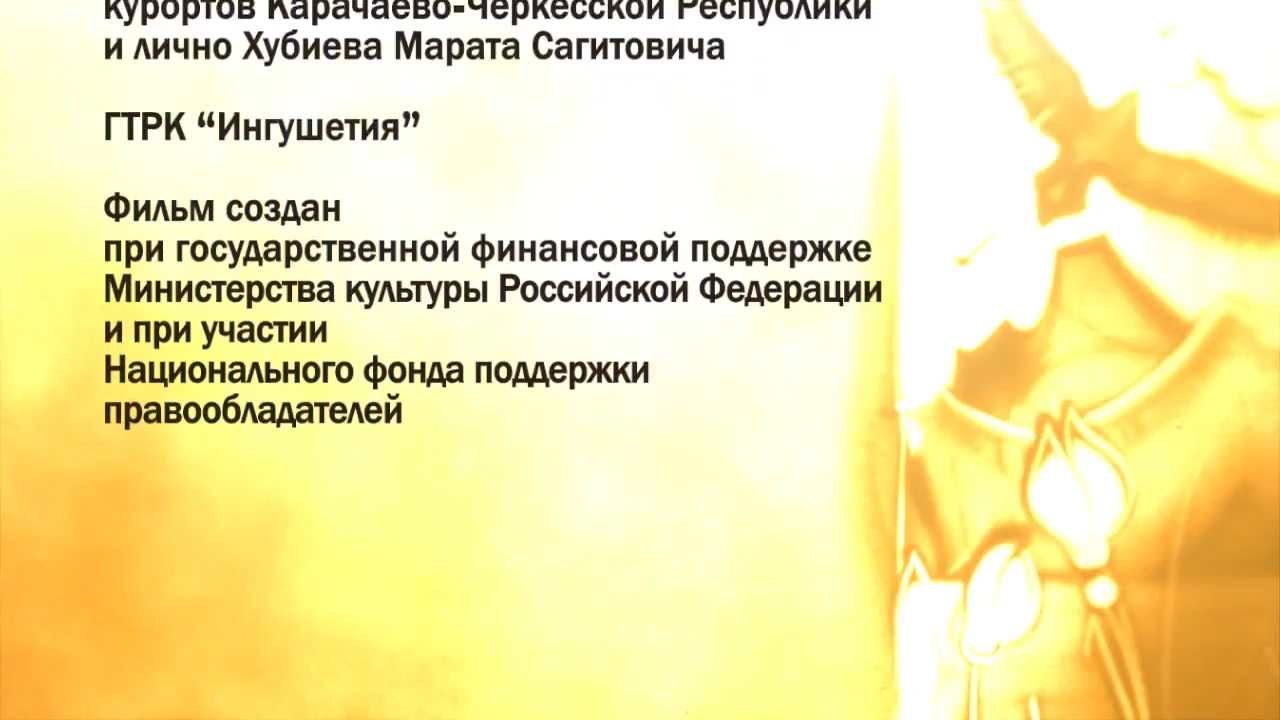 курортов Карачаево-Черкесской Республики
и лично Хубиева Марата Сагитовича
ГТРК “Ингушетия”
Фильм создан
при государственной финансовой поддержке
Министерства культуры Российской Федерации
и при участии
Национального фонда поддержки
правообладателей